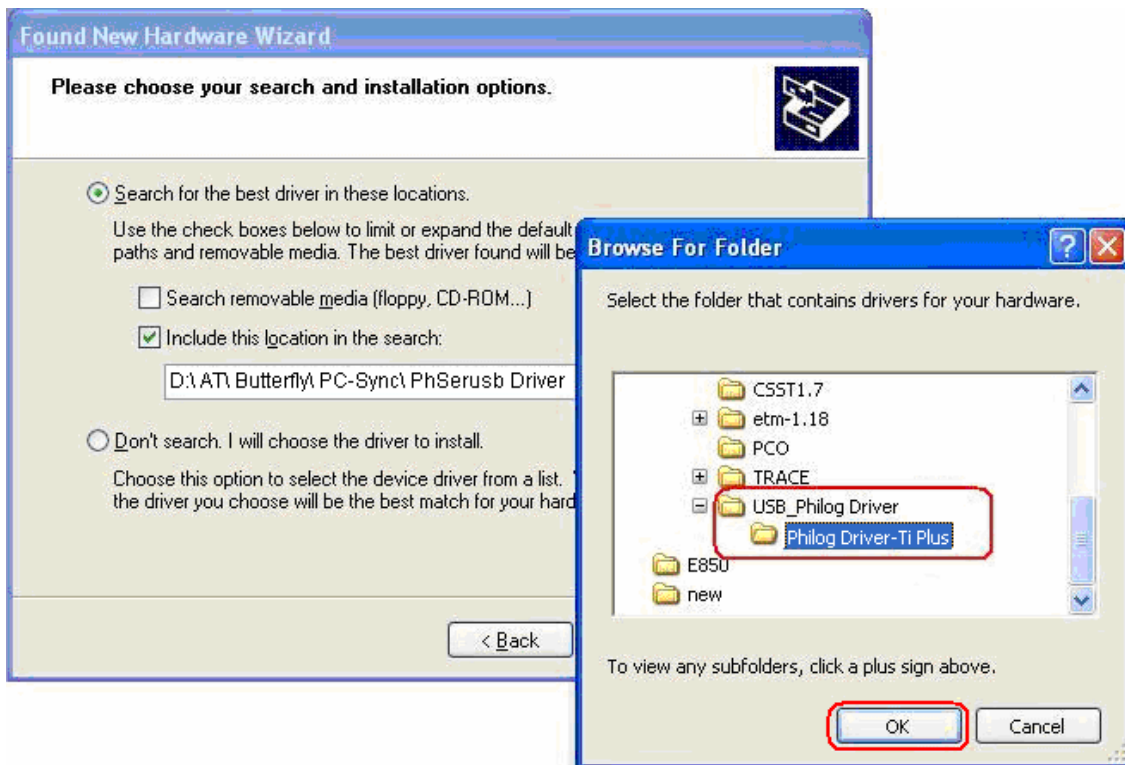 Found New Hardware Wizard
Please choose your search and installation options.
Search for the best driver in these locations.
Use the check boxes below to limit or expand the default
paths and removable media. The best driver found will be
Search removable media (floppy, CD-ROM...)
Include this location in the search:
D:\ AT\ Butterfly\ PC-Sync\ PhSerusb Driver
Don't search. I will choose the driver to install.
Choose this option to select the device driver from a list.
the driver you choose will be the best match for your hard
< Back
Browse For Folder
Select the folder that contains drivers for your hardware.
CSST1.7
etm-1.18
PCO
TRACE
USB_Philog Driver
Philog Driver-Ti Plus
E850
new
To view any subfolders, click a plus sign above.
OK
Cancel